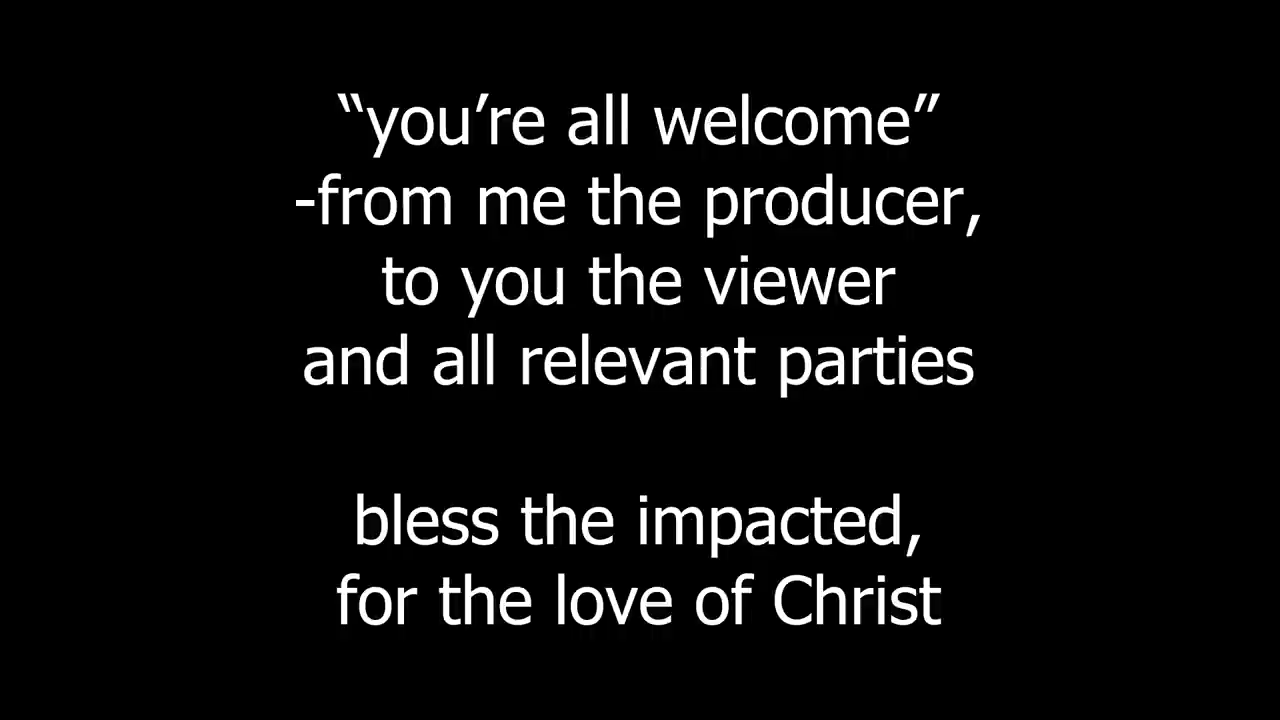 “you’re all welcome”
-from me the producer,
to you the viewer
and all relevant parties
bless the impacted,
for the love of Christ